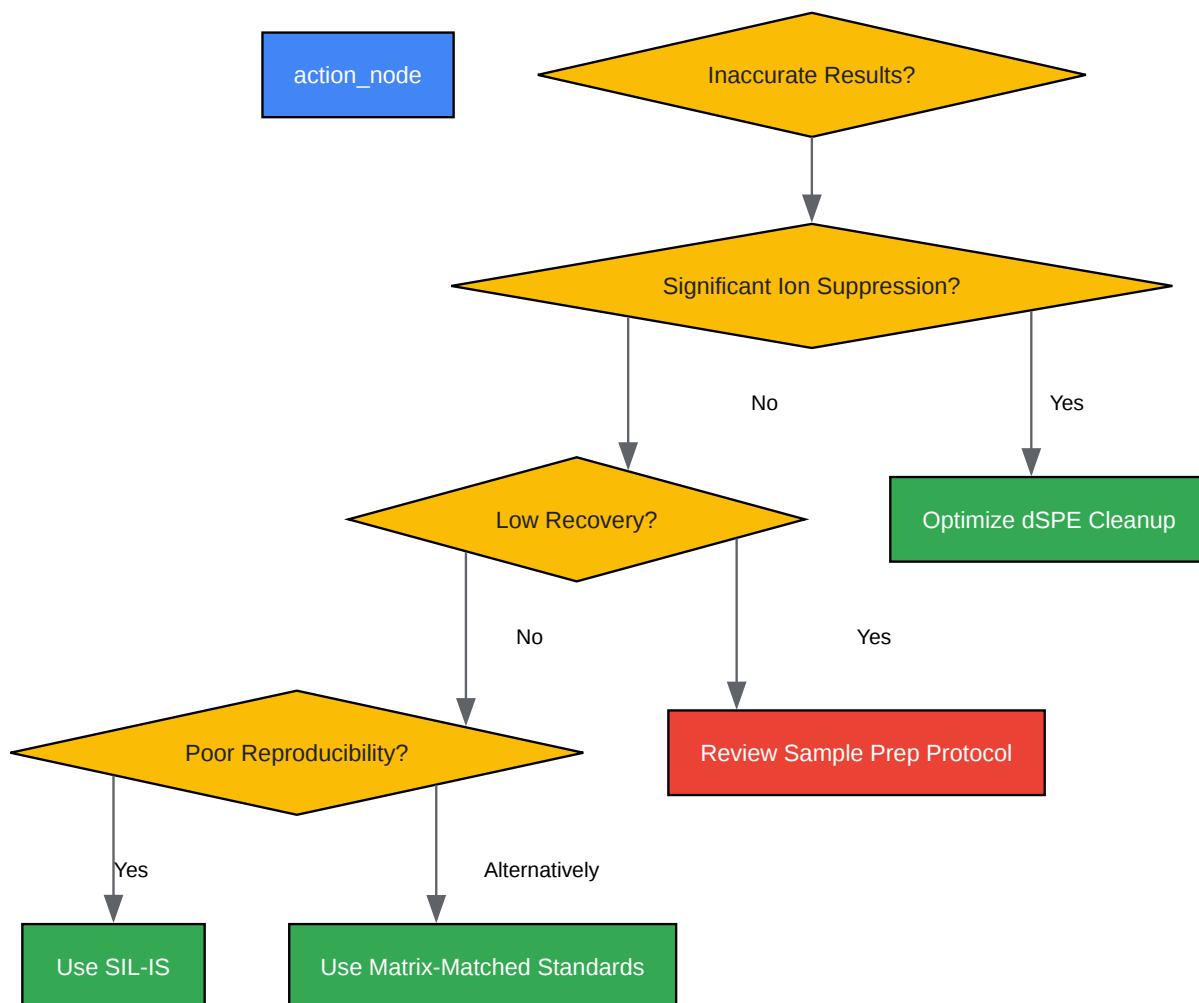 action_node
Inaccurate Results?
Significant Ion Suppression?
No
Yes
Low Recovery?
Optimize dSPE Cleanup
No
Yes
Poor Reproducibility?
Review Sample Prep Protocol
Yes
Alternatively
Use SIL-IS
Use Matrix-Matched Standards